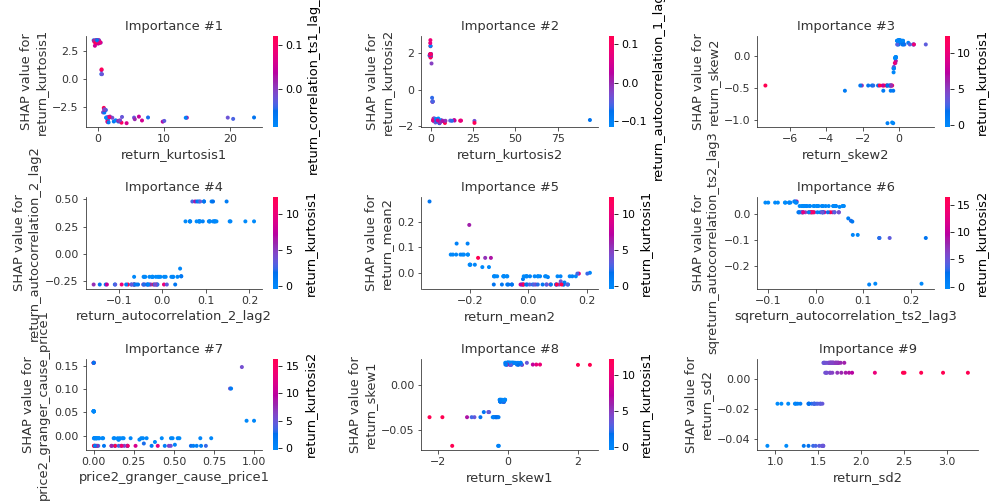 Importance #1
SHAP value for
return_kurtosis1
2.5
0.0
−2.5
0
10
20
return_kurtosis1
0.1
0.0
return_correlation_ts1_lag_
Importance #2
SHAP value for
return_kurtosis2
2
0
−2
0
25
50
75
return_kurtosis2
0.1
0.0
−0.1
return_autocorrelation_1_lag
Importance #3
SHAP value for
return_skew2
0.0
−0.5
−1.0
−6
−4
−2
0
return_skew2
10
5
0
return_kurtosis1
Importance #4
SHAP value for
return_autocorrelation_2_lag2
0.50
0.25
0.00
−0.25
−0.1
0.0
0.1
0.2
return_autocorrelation_2_lag2
10
5
0
return_kurtosis1
Importance #5
SHAP value for
return_mean2
0.2
0.1
0.0
−0.2
0.0
0.2
return_mean2
10
5
0
return_kurtosis1
Importance #6
SHAP value for
sqreturn_autocorrelation_ts2_lag3
0.0
−0.1
−0.2
−0.1
0.0
0.1
0.2
sqreturn_autocorrelation_ts2_lag3
15
10
5
0
return_kurtosis2
Importance #7
SHAP value for
price2_granger_cause_price1
0.15
0.10
0.05
0.00
0.00
0.25
0.50
0.75
1.00
price2_granger_cause_price1
15
10
5
0
return_kurtosis2
Importance #8
SHAP value for
return_skew1
0.00
−0.05
−2
0
2
return_skew1
10
5
0
return_kurtosis1
Importance #9
SHAP value for
return_sd2
0.00
−0.02
−0.04
1.0
1.5
2.0
2.5
3.0
return_sd2
15
10
5
0
return_kurtosis2